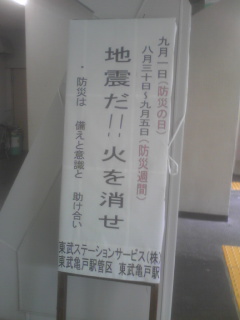 九月一日(防災の日)
八月三十日〜九月五日(防災週間)
地震だ!!火を消せ
・防災は 備えと意識と 助け合い
東武ステーションサービス(株)
東武亀戸駅管区 東武亀戸駅